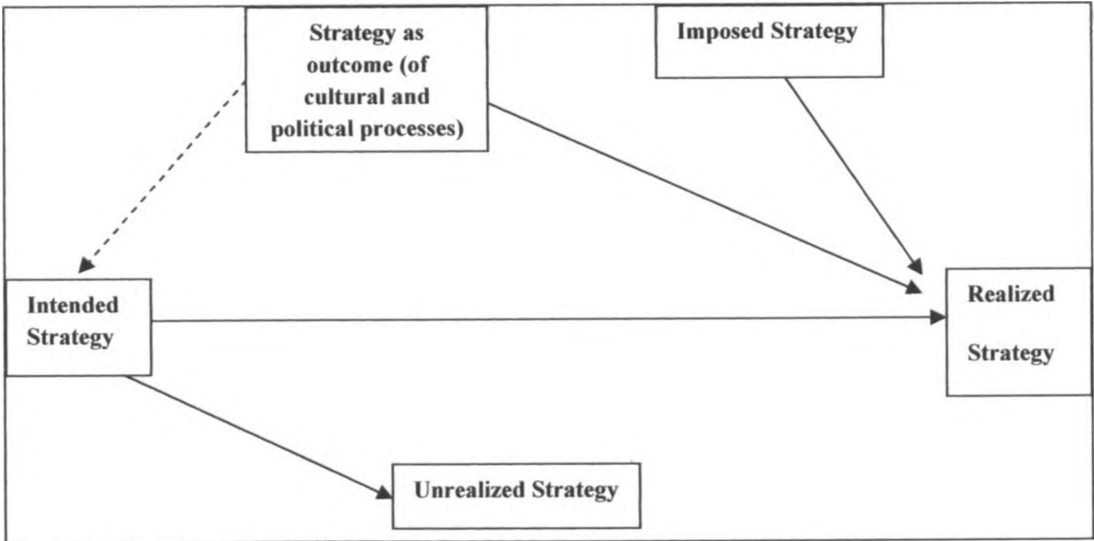 Strategy as
outcome (of
cultural and
political processes)
Imposed Strategy
Intended
Strategy
Realized
Strategy
Unrealized Strategy